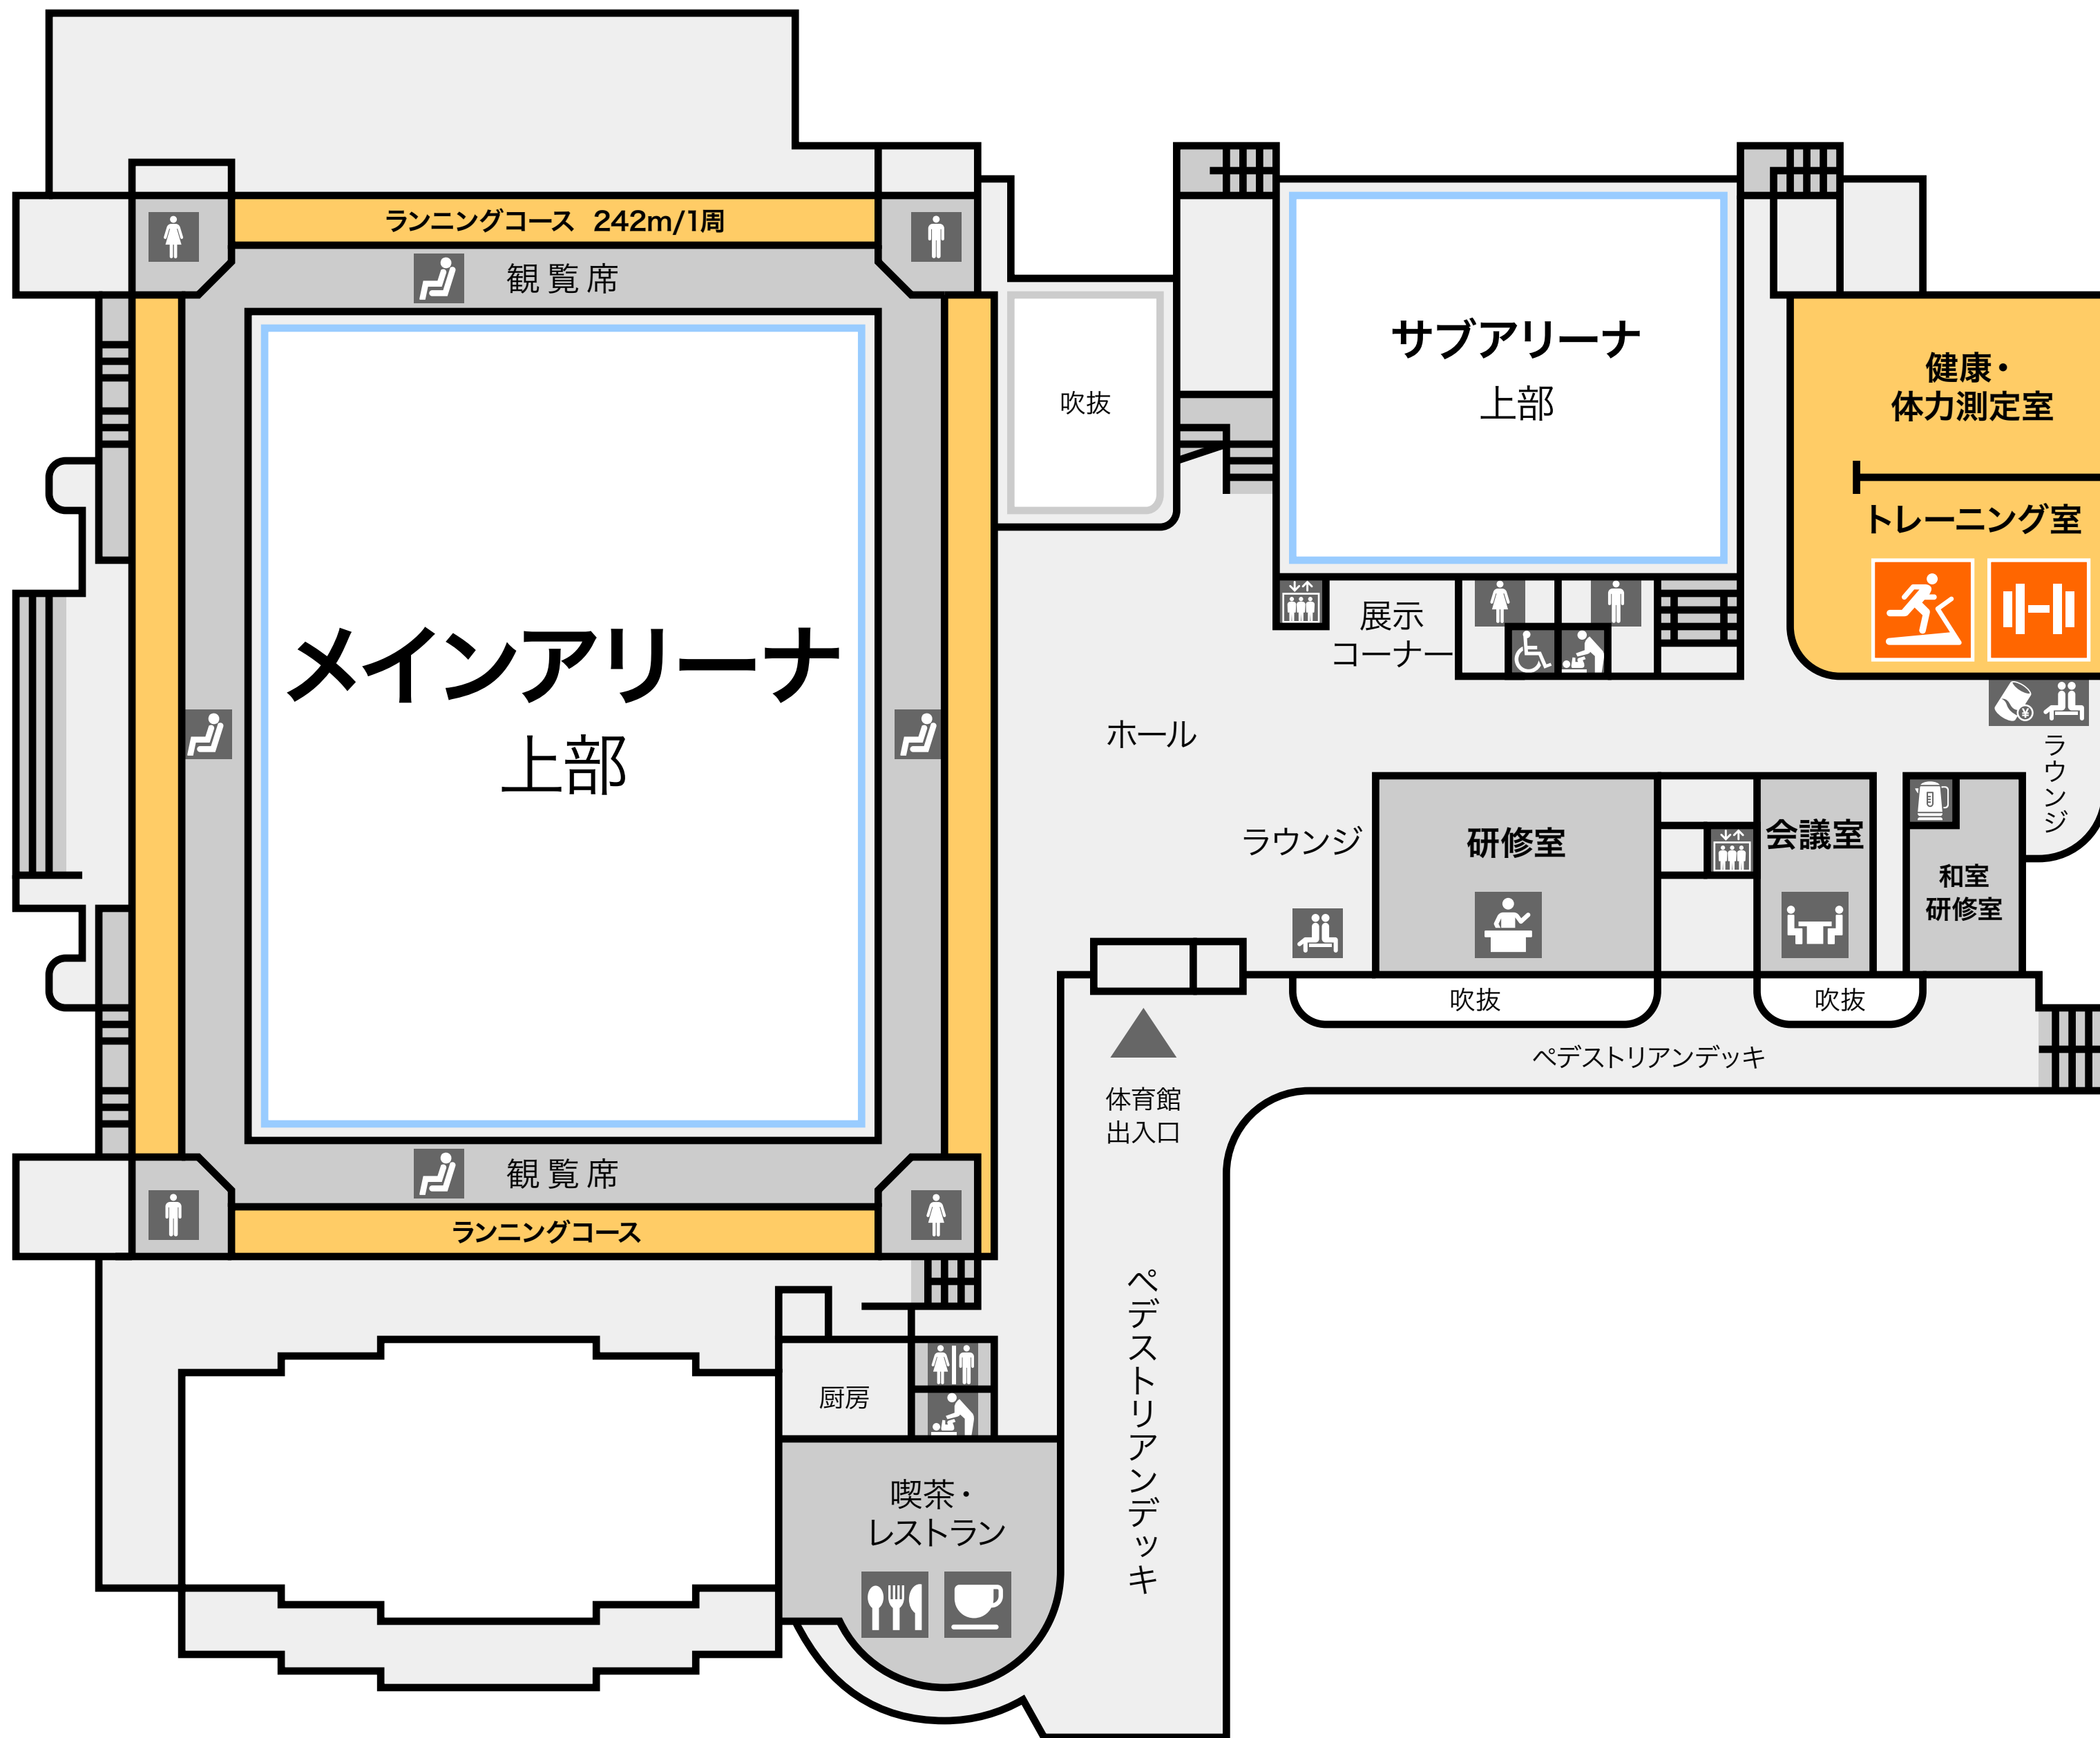 ランニングコース 242m/1周
観覧席
メインアリーナ
上部
観覧席
ランニングコース
吹抜
サブアリーナ
上部
健康・
体力測定室
トレーニング室
展示
コーナー
ホール
ラウンジ
ラウンジ
研修室
会議室
和室
研修室
吹抜
吹抜
ペデストリアンデッキ
体育館
出入口
ペデストリアンデッキ
厨房
喫茶・
レストラン